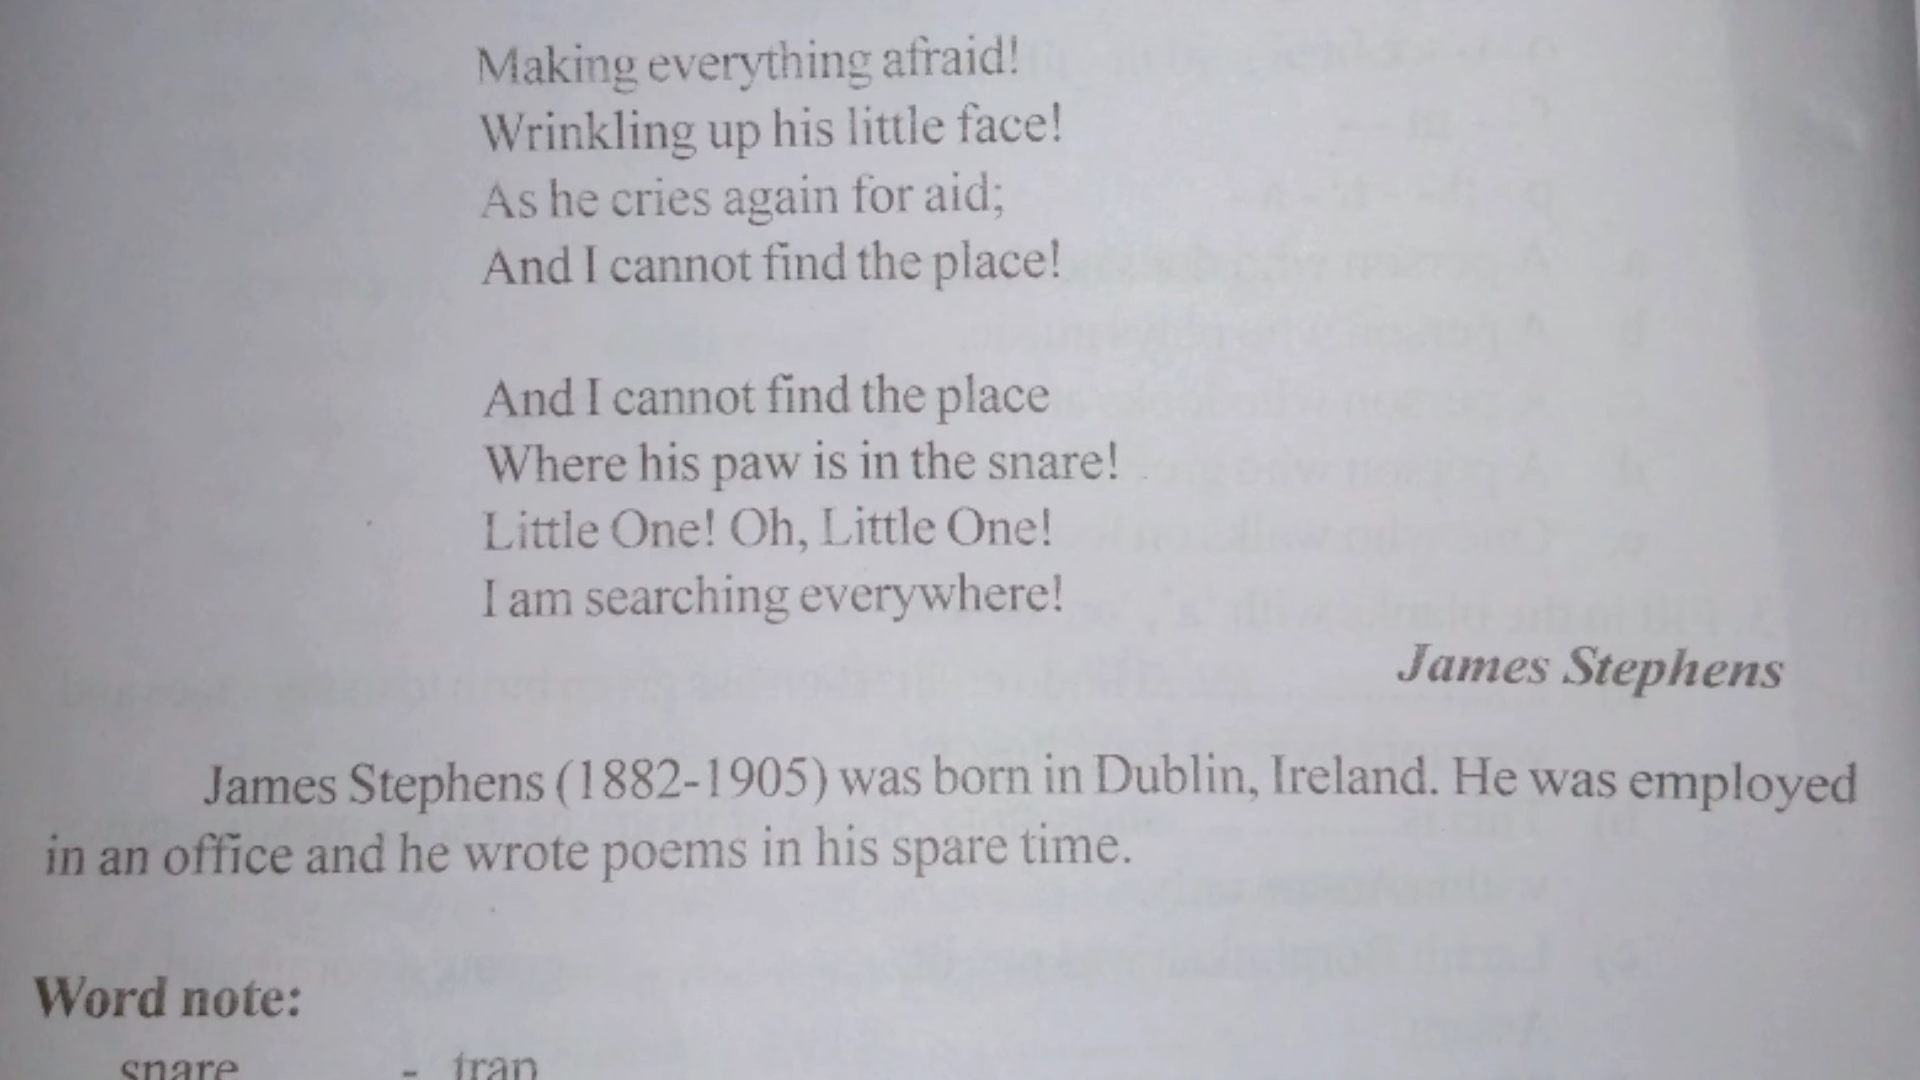 Making everything afraid!
Wrinkling up his little face!
As he cries again for aid;
And I cannot find the place!
And I cannot find the place
Where his paw is in the snare!
Little One! Oh, Little One!
I am searching everywhere!
James Stephens
James Stephens (1882-1905) was born in Dublin, Ireland. He was employed
in an office and he wrote poems in his spare time.
Word note:
snare - trap